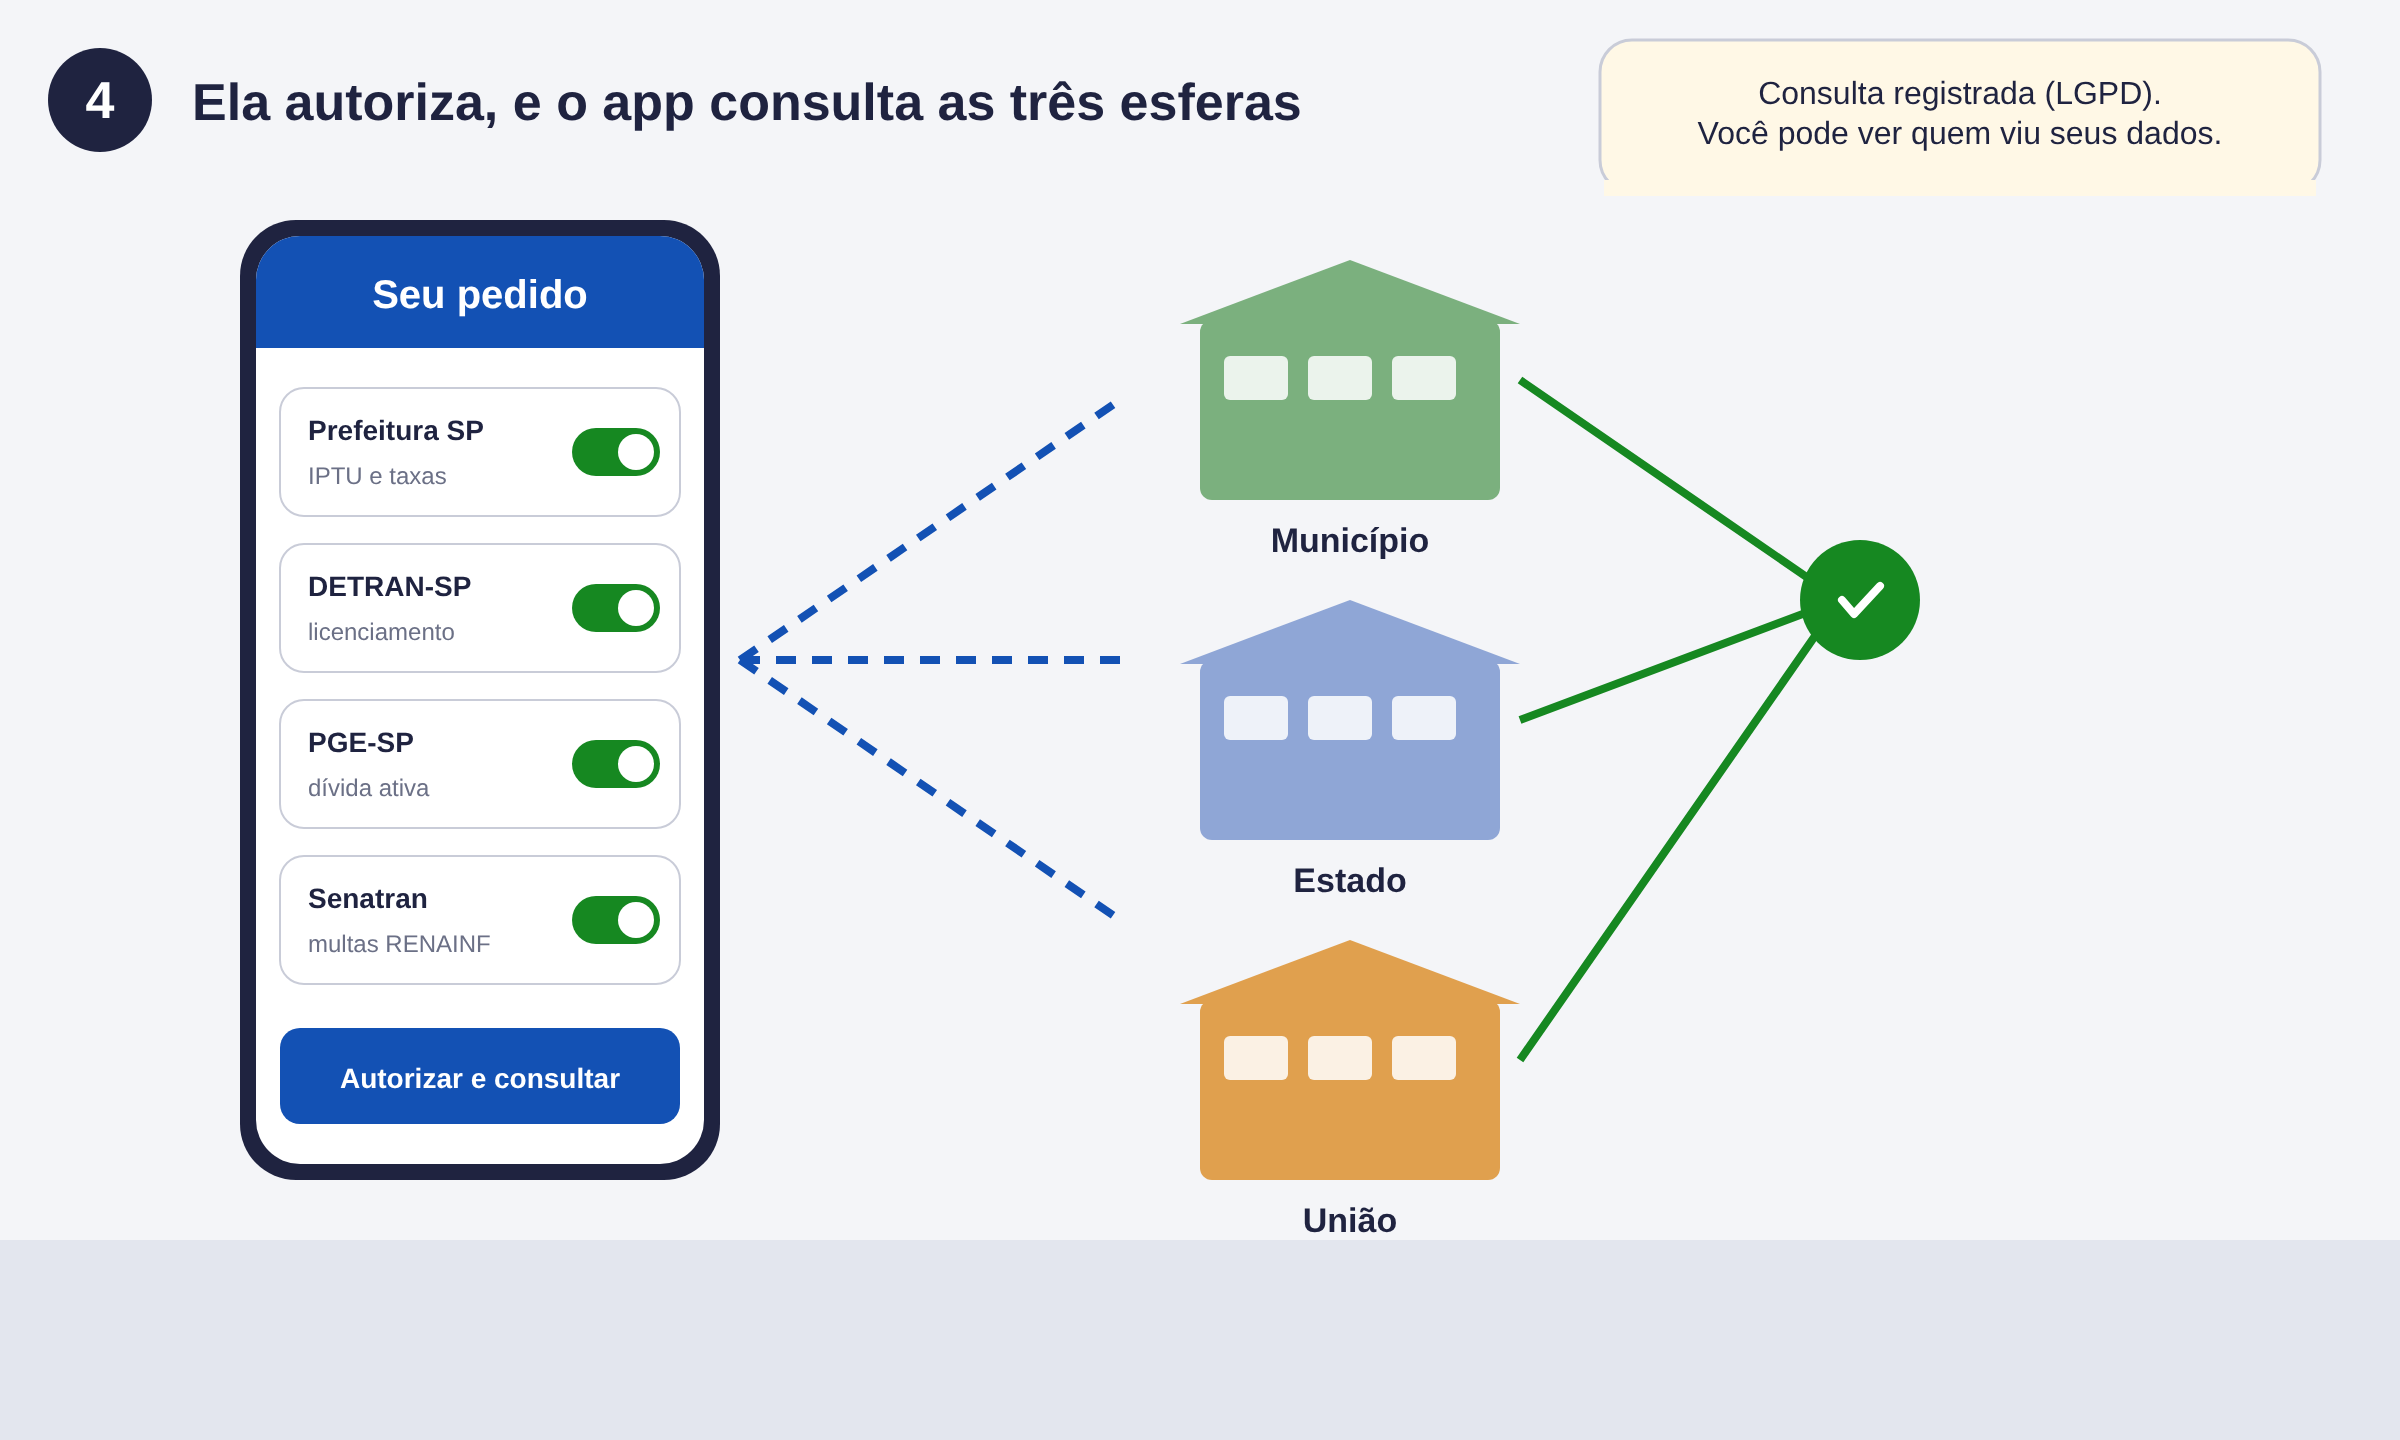 4
Ela autoriza, e o app consulta as três esferas
Consulta registrada (LGPD).
Você pode ver quem viu seus dados.
Seu pedido
Prefeitura SP
IPTU e taxas
DETRAN-SP
licenciamento
PGE-SP
dívida ativa
Senatran
multas RENAINF
Autorizar e consultar
Município
Estado
União